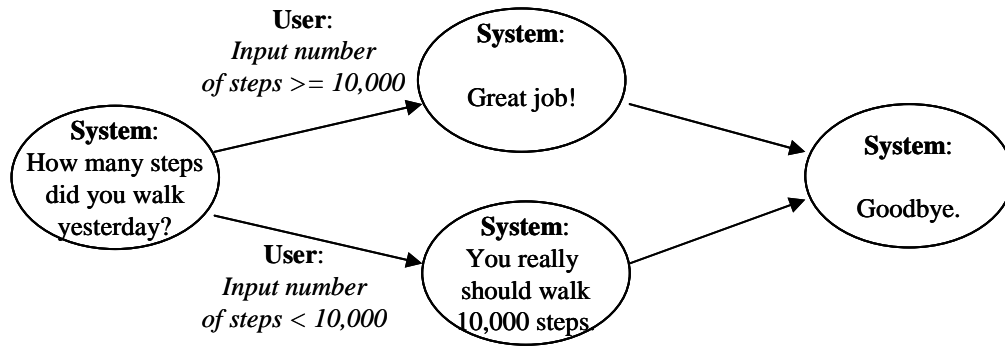 System:
How many steps
did you walk
yesterday?
User:
Input number
of steps >= 10,000
System:
Great job!
User:
Input number
of steps < 10,000
System:
You really
should walk
10,000 steps.
System:
Goodbye.